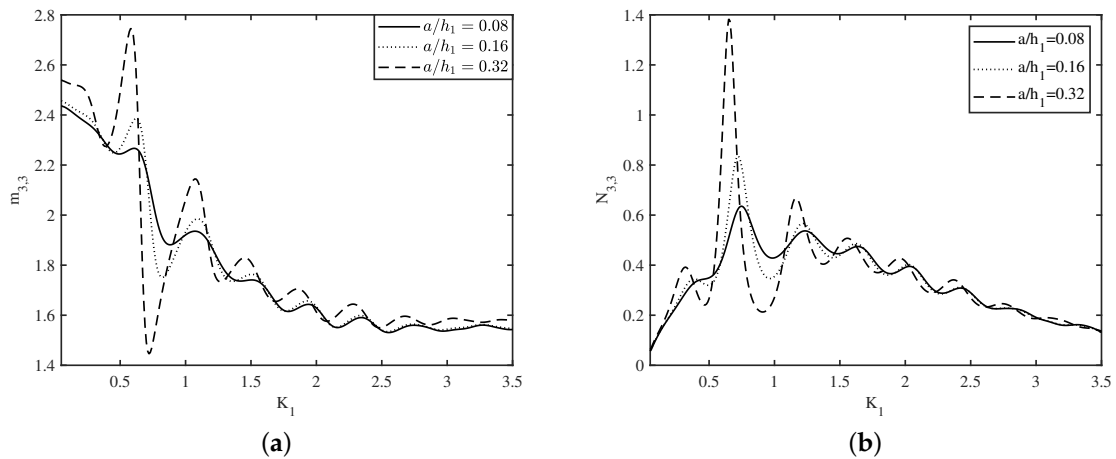 2.8
2.6
2.4
2.2
2
1.8
1.6
1.4
m3,3
0.5 1 1.5 2 2.5 3 3.5
K1
a/h1 = 0.08
a/h1 = 0.16
a/h1 = 0.32
(a)
1.4
1.2
1
0.8
0.6
0.4
0.2
0
N3,3
0.5 1 1.5 2 2.5 3 3.5
K1
a/h1=0.08
a/h1=0.16
a/h1=0.32
(b)